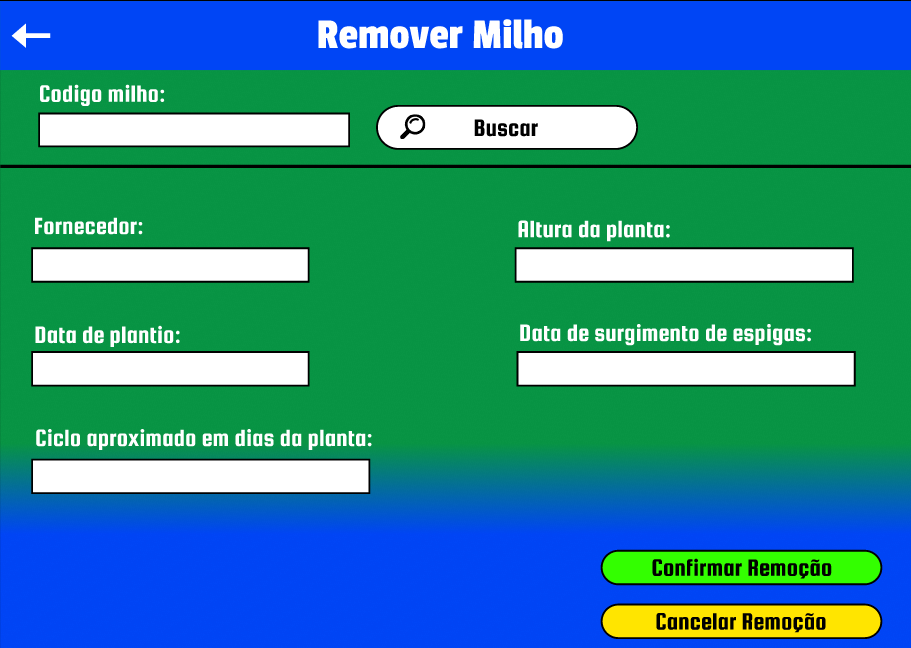 Remover Milho
Codigo milho:
Buscar
Fornecedor:
Altura da planta:
Data de plantio:
Data de surgimento de espigas:
Ciclo aproximado em dias da planta:
Confirmar Remoção
Cancelar Remoção